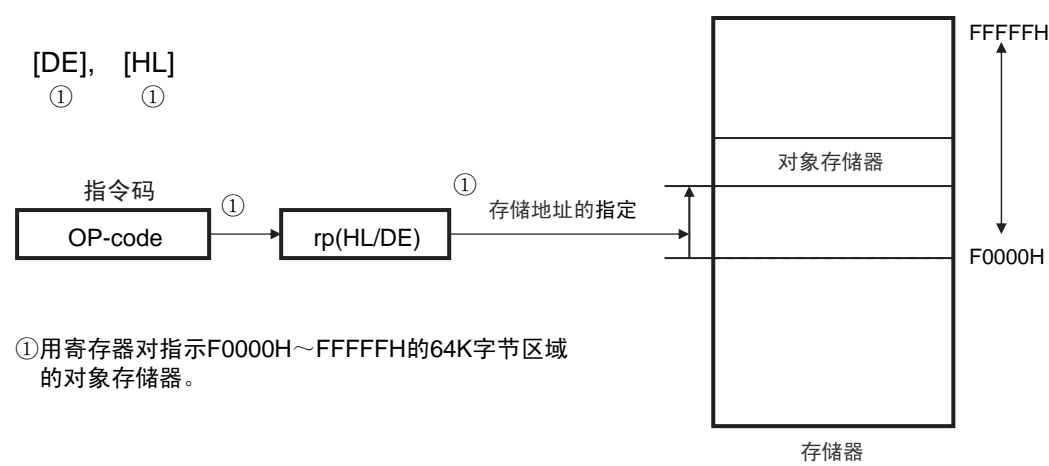 [DE], [HL]
① ①
指令码
OP-code
①
rp(HL/DE)
①
存储地址的指定
FFFFFH
对象存储器
F0000H
①用寄存器对指示F0000H～FFFFFH的64K字节区域
的对象存储器。
存储器